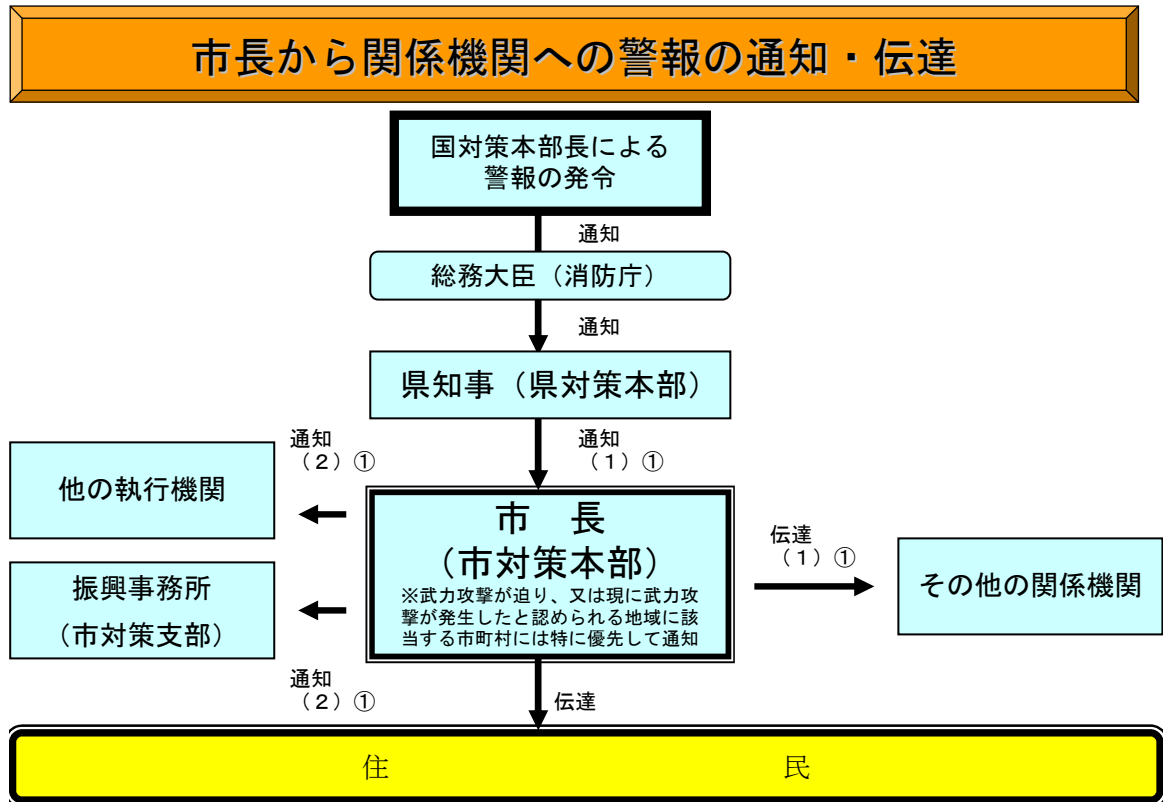 市長から関係機関への警報の通知・伝達
国対策本部長による
警報の発令
通知
総務大臣（消防庁）
通知
県知事（県対策本部）
通知
（２）①
通知
（１）①
他の執行機関
市　長
（市対策本部）
※武力攻撃が迫り、又は現に武力攻
撃が発生したと認められる地域に該
当する市町村には特に優先して通知
伝達
（１）①
その他の関係機関
振興事務所
（市対策支部）
通知
（２）①
伝達
住　民